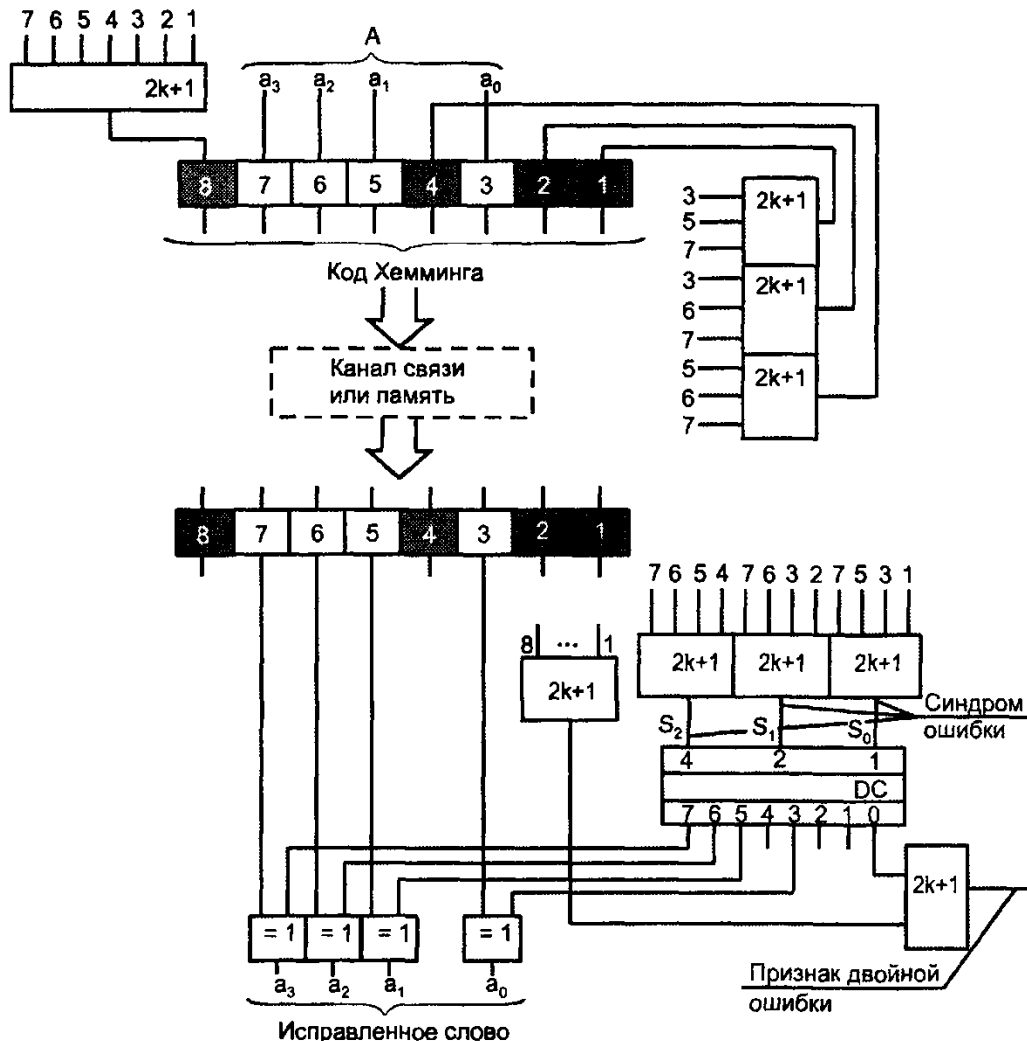 7 6 5 4 3 2 1
2k+1
A
a₃ a₂ a₁ a₀
8 7 6 5 4 3 2 1
3
5
7
2k+1
3
6
7
2k+1
5
6
7
2k+1
Код Хемминга
Канал связи
или память
8 7 6 5 4 3 2 1
7 6 5 4 7 6 3 2 7 5 3 1
2k+1 2k+1 2k+1
8 ... 1
2k+1
Синдром
ошибки
S₂ S₁ S₀
4 2 1
DC
7 6 5 4 3 2 1 0
2k+1
= 1 = 1 = 1 = 1
a₃ a₂ a₁ a₀
Признак двойной
ошибки
Исправленное слово